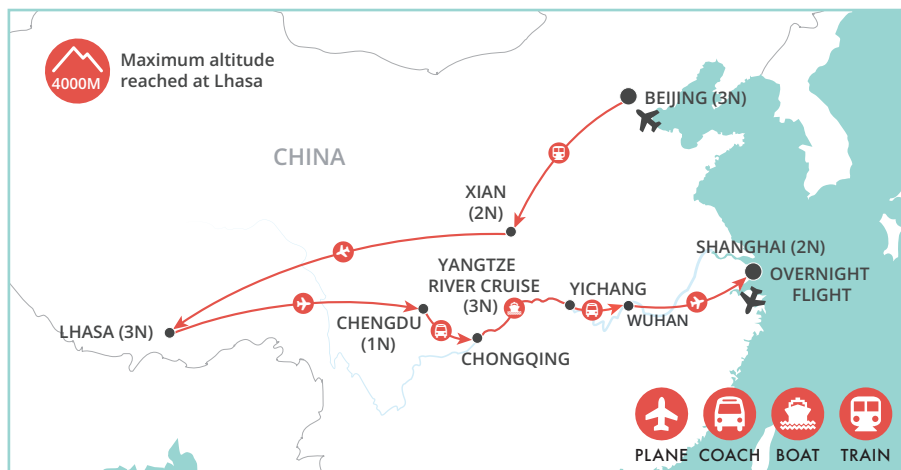 4000M
Maximum altitude
reached at Lhasa
BEIJING (3N)
CHINA
XIAN
(2N)
SHANGHAI (2N)
OVERNIGHT
FLIGHT
YANGTZE
RIVER CRUISE
(3N)
YICHANG
LHASA (3N)
CHENGDU
(1N)
WUHAN
CHONGQING
PLANE COACH BOAT TRAIN